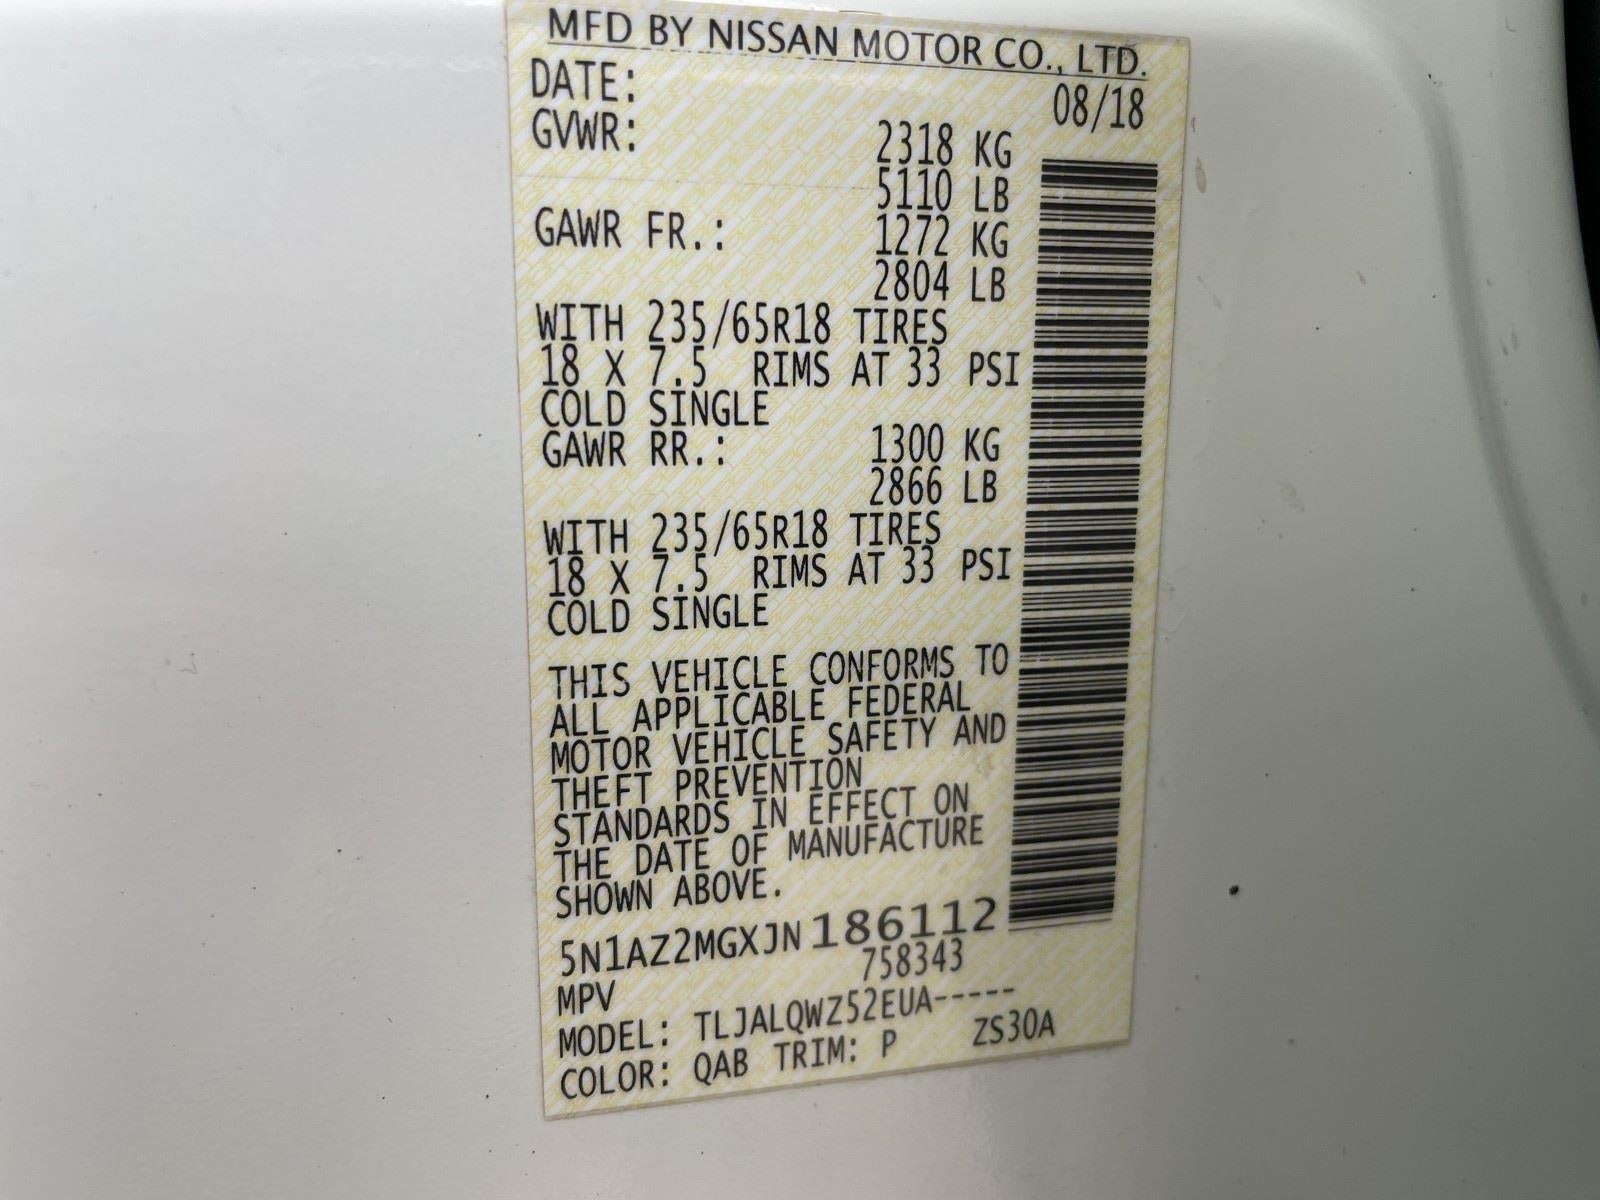 MFD BY NISSAN MOTOR CO., LTD.
DATE: 08/18
GVWR: 2318 KG
5110 LB
GAWR FR.: 1272 KG
2804 LB
WITH 235/65R18 TIRES
18 X 7.5 RIMS AT 33 PSI
COLD SINGLE
GAWR RR.: 1300 KG
2866 LB
WITH 235/65R18 TIRES
18 X 7.5 RIMS AT 33 PSI
COLD SINGLE
THIS VEHICLE CONFORMS TO
ALL APPLICABLE FEDERAL
MOTOR VEHICLE SAFETY AND
THEFT PREVENTION
STANDARDS IN EFFECT ON
THE DATE OF MANUFACTURE
SHOWN ABOVE.
5N1AZ2MGXJN186112
758343
MPV
MODEL: TLJALQWZ52EUA-----
COLOR: QAB TRIM: P ZS30A